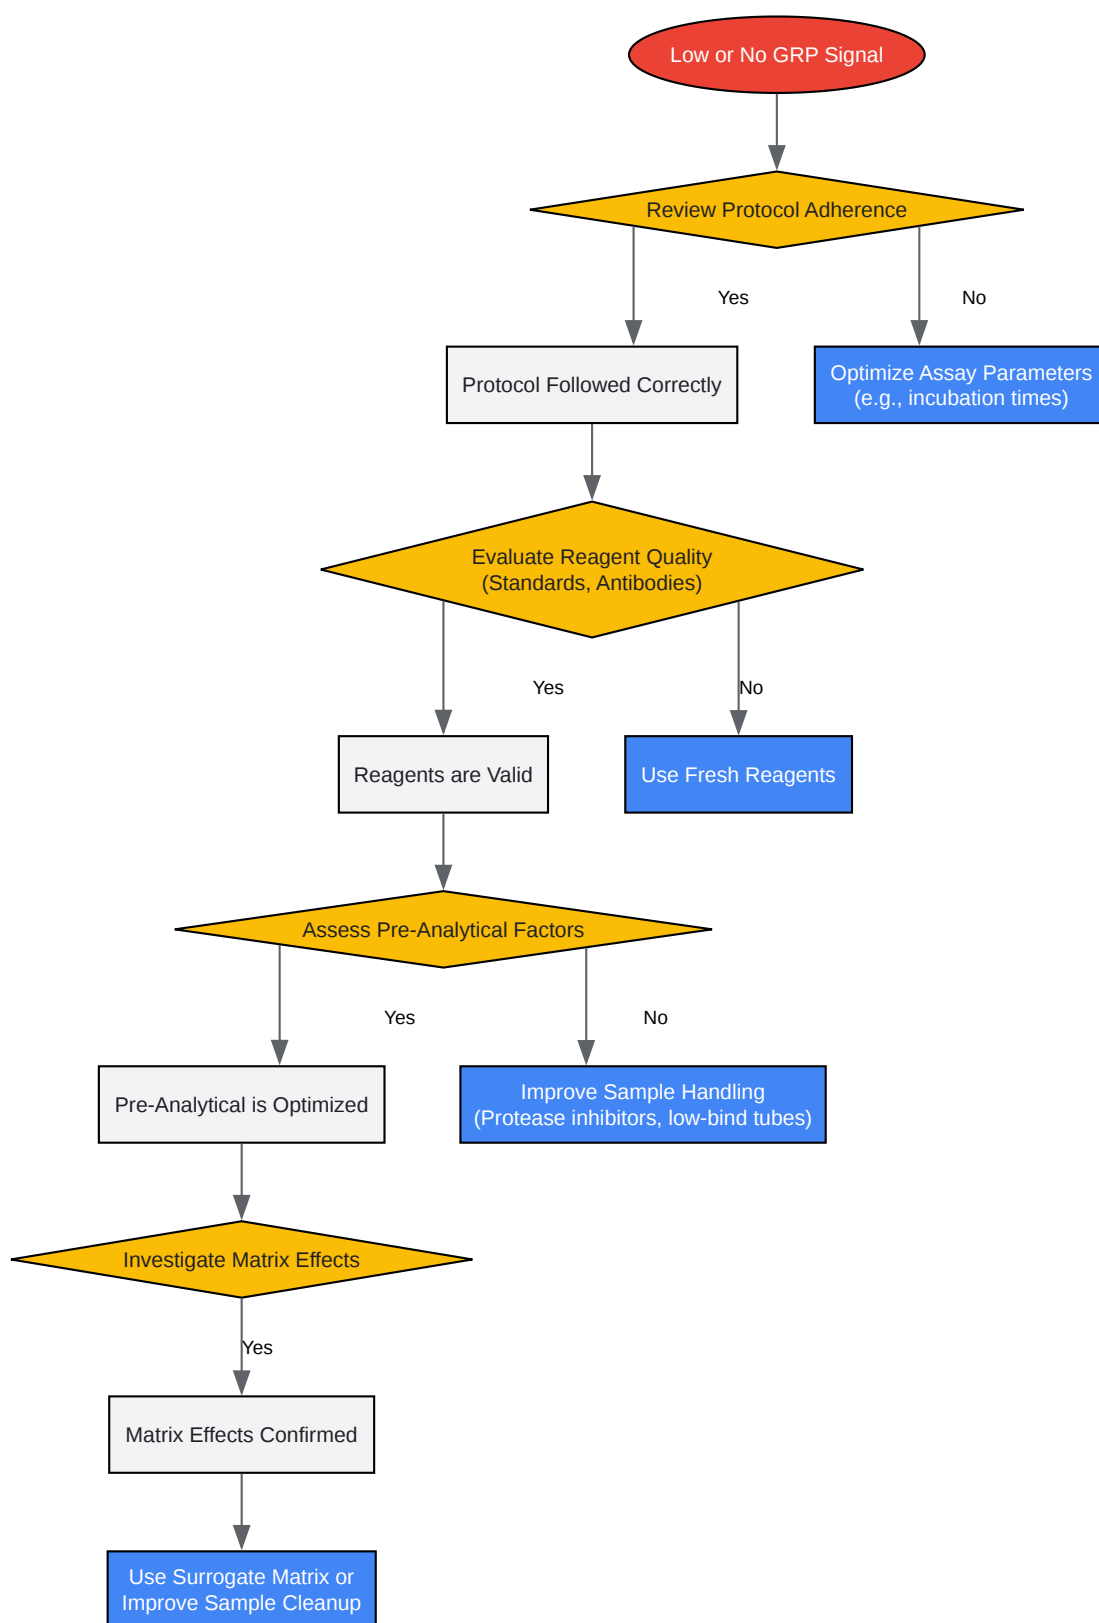 Low or No GRP Signal
Review Protocol Adherence
Yes
No
Protocol Followed Correctly
Optimize Assay Parameters
(e.g., incubation times)
Evaluate Reagent Quality
(Standards, Antibodies)
Yes
No
Reagents are Valid
Use Fresh Reagents
Assess Pre-Analytical Factors
Yes
No
Pre-Analytical is Optimized
Improve Sample Handling
(Protease inhibitors, low-bind tubes)
Investigate Matrix Effects
Yes
Matrix Effects Confirmed
Use Surrogate Matrix or
Improve Sample Cleanup